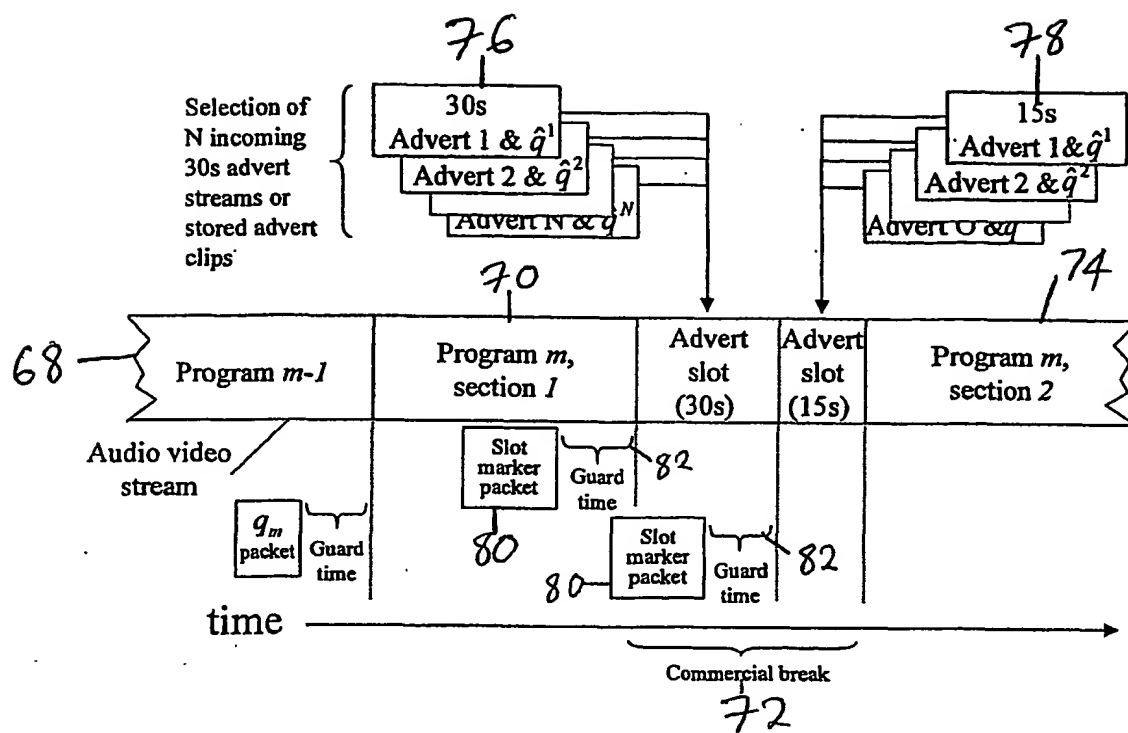 76
78
Selection of
N incoming
30s advert
streams or
stored advert
clips
30s
Advert 1 & q̂¹
Advert 2 & q̂²
Advert N & q̂ᴺ
15s
Advert 1&q̂¹
Advert 2 & q̂²
Advert O &q
70
74
68
Program m-1
Program m,
section 1
Advert
slot
(30s)
Advert
slot
(15s)
Program m,
section 2
Audio video
stream
Slot
marker
packet
Guard
time
82
80
qₘ
packet
Guard
time
Slot
marker
packet
Guard
time
82
80
time
Commercial break
72